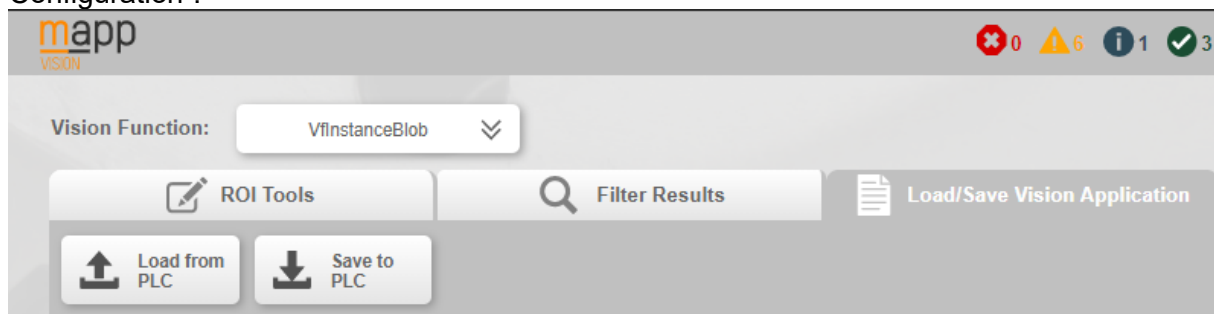 mapp
VISION
0 6 1 3
Vision Function: VfInstanceBlob
ROI Tools Filter Results Load/Save Vision Application
Load from PLC Save to PLC